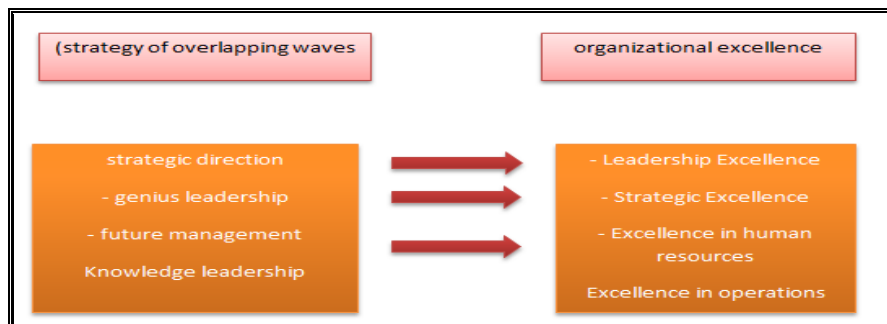 (strategy of overlapping waves
organizational excellence
strategic direction
- genius leadership
- future management
Knowledge leadership
- Leadership Excellence
- Strategic Excellence
- Excellence in human
resources
Excellence in operations